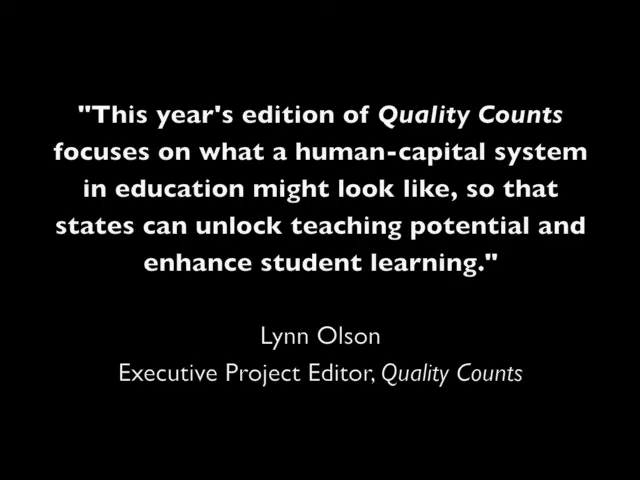 "This year's edition of Quality Counts
focuses on what a human-capital system
in education might look like, so that
states can unlock teaching potential and
enhance student learning."
Lynn Olson
Executive Project Editor, Quality Counts